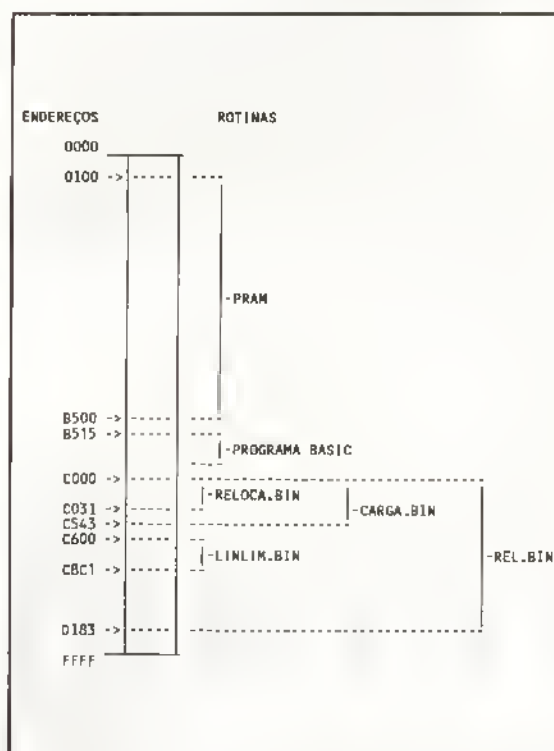 ENDEREÇOS ROTINAS
0000
0100 ->
-PRAM
B500 ->
B515 ->
-PROGRAMA BASIC
C000 ->
-RELOCA.BIN
C031 ->
-CARGA.BIN
C543 ->
C600 ->
-LINLIM.BIN
-REL.BIN
C8C1 ->
D183 ->
FFFF